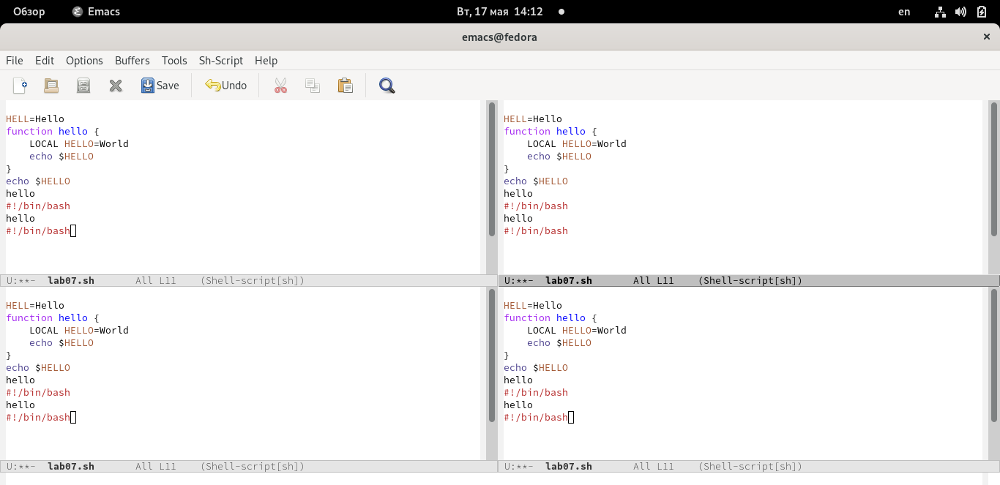 Обзор Emacs Вт, 17 мая 14:12 en
emacs@fedora
File Edit Options Buffers Tools Sh-Script Help
Save Undo
HELL=Hello
function hello {
    LOCAL HELLO=World
    echo $HELLO
}
echo $HELLO
hello
#!/bin/bash
hello
#!/bin/bash
U:**- lab07.sh All L11 (Shell-script[sh])
HELL=Hello
function hello {
    LOCAL HELLO=World
    echo $HELLO
}
echo $HELLO
hello
#!/bin/bash
hello
#!/bin/bash
U:**- lab07.sh All L11 (Shell-script[sh])
HELL=Hello
function hello {
    LOCAL HELLO=World
    echo $HELLO
}
echo $HELLO
hello
#!/bin/bash
hello
#!/bin/bash
U:**- lab07.sh All L11 (Shell-script[sh])
HELL=Hello
function hello {
    LOCAL HELLO=World
    echo $HELLO
}
echo $HELLO
hello
#!/bin/bash
hello
#!/bin/bash
U:**- lab07.sh All L11 (Shell-script[sh])